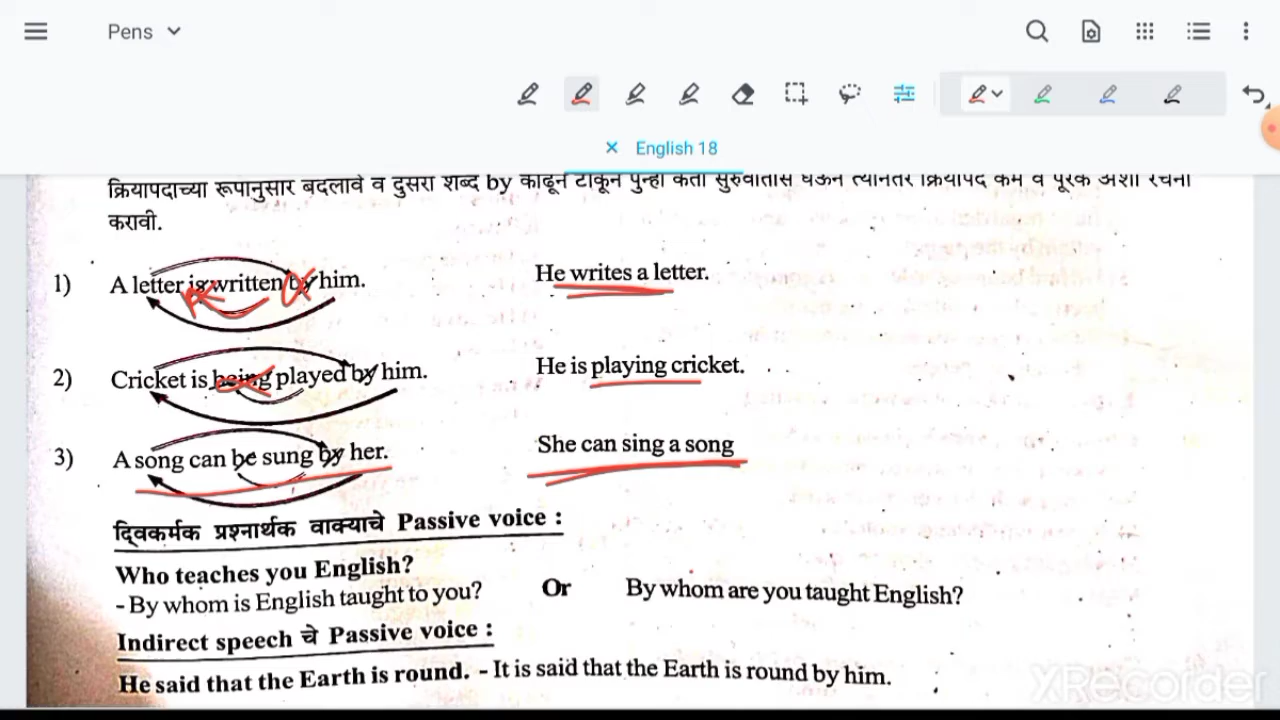 Pens
English 18
क्रियापदाच्या रूपानुसार बदलावे व दुसरा शब्द by काढून टाकून पुन्हा कर्ता सुरुवातीस घेऊन त्यानंतर क्रियापद कर्म व पूरक अशी रचना
करावी.
1) A letter is written by him. He writes a letter.
2) Cricket is being played by him. He is playing cricket.
3) A song can be sung by her. She can sing a song
द्विकर्मक प्रश्नार्थक वाक्याचे Passive voice :
Who teaches you English?
- By whom is English taught to you? Or By whom are you taught English?
Indirect speech चे Passive voice :
He said that the Earth is round. - It is said that the Earth is round by him.
XRecorder